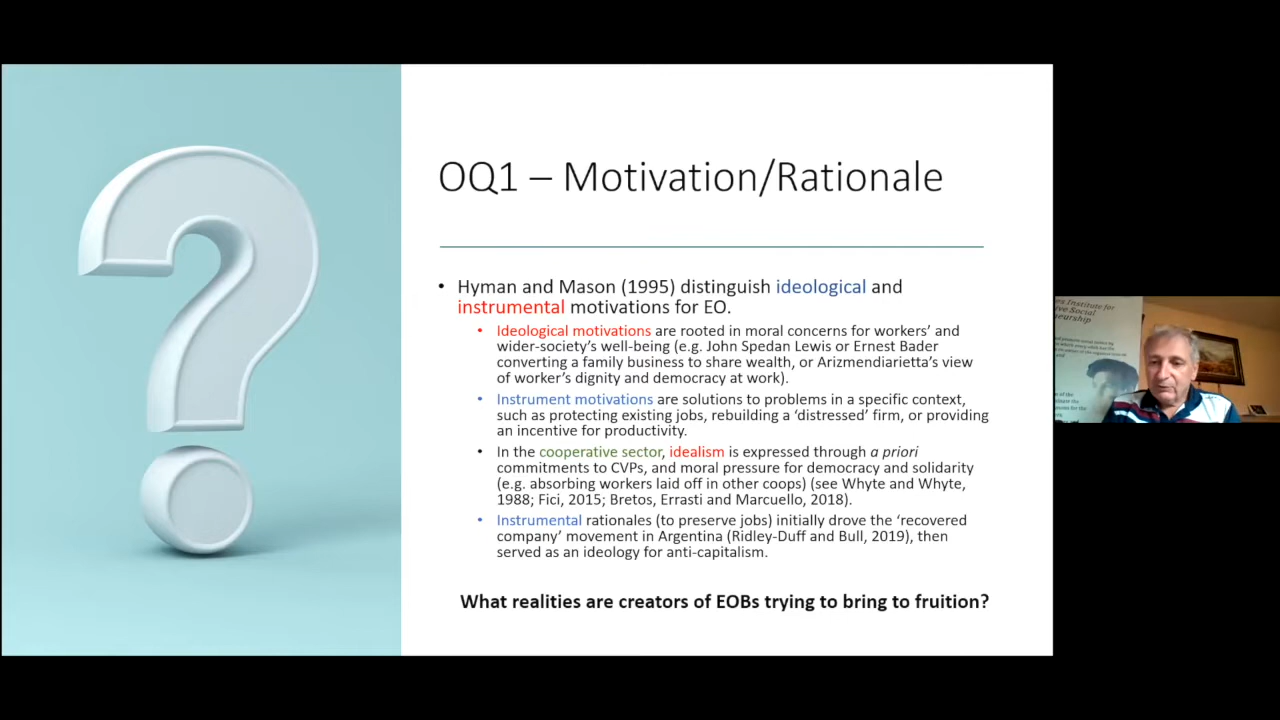 OQ1 – Motivation/Rationale
• Hyman and Mason (1995) distinguish ideological and
instrumental motivations for EO.
• Ideological motivations are rooted in moral concerns for workers' and
wider-society's well-being (e.g. John Spedan Lewis or Ernest Bader
converting a family business to share wealth, or Arizmendiarietta's view
of worker's dignity and democracy at work).
• Instrument motivations are solutions to problems in a specific context,
such as protecting existing jobs, rebuilding a 'distressed' firm, or providing
an incentive for productivity.
• In the cooperative sector, idealism is expressed through a priori
commitments to CVPs, and moral pressure for democracy and solidarity
(e.g. absorbing workers laid off in other coops) (see Whyte and Whyte,
1988; Fici, 2015; Bretos, Errasti and Marcuello, 2018).
• Instrumental rationales (to preserve jobs) initially drove the 'recovered
company' movement in Argentina (Ridley-Duff and Bull, 2019), then
served as an ideology for anti-capitalism.
What realities are creators of EOBs trying to bring to fruition?
Institute for
Social